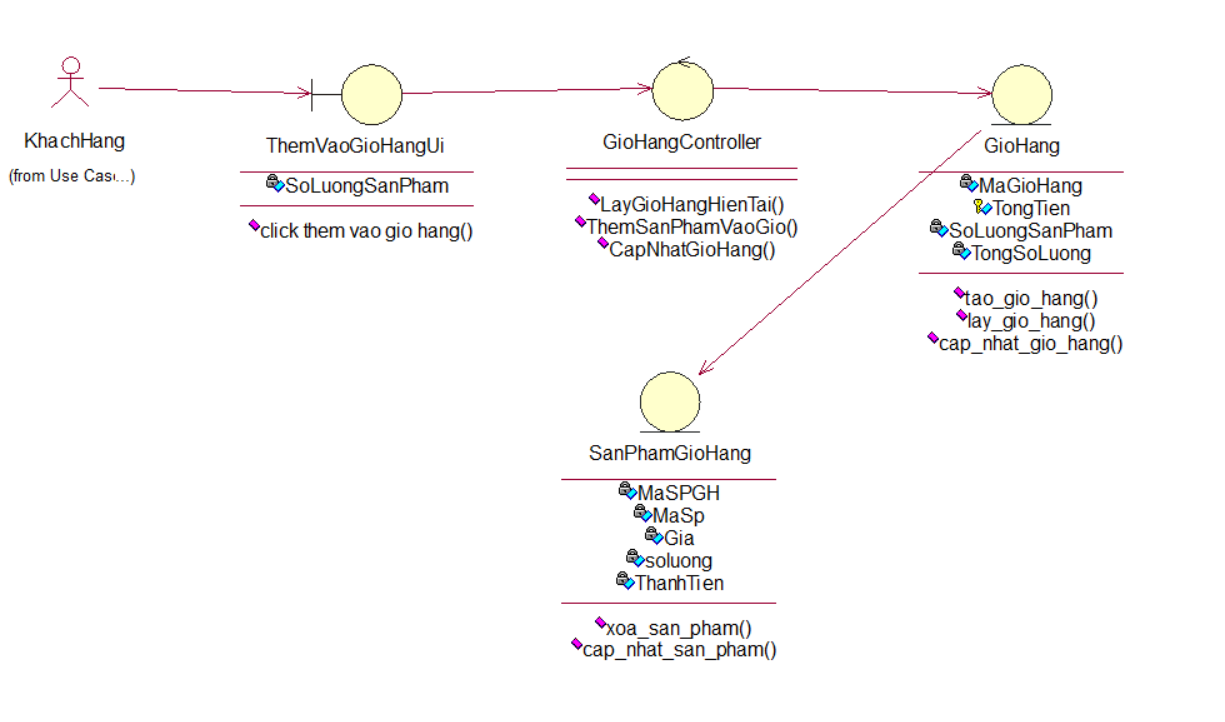 KhachHang
(from Use Cas...)
ThemVaoGioHangUi
SoLuongSanPham
click them vao gio hang()
GioHangController
LayGioHangHienTai()
ThemSanPhamVaoGio()
CapNhatGioHang()
GioHang
MaGioHang
TongTien
SoLuongSanPham
TongSoLuong
tao_gio_hang()
lay_gio_hang()
cap_nhat_gio_hang()
SanPhamGioHang
MaSPGH
MaSp
Gia
soluong
ThanhTien
xoa_san_pham()
cap_nhat_san_pham()